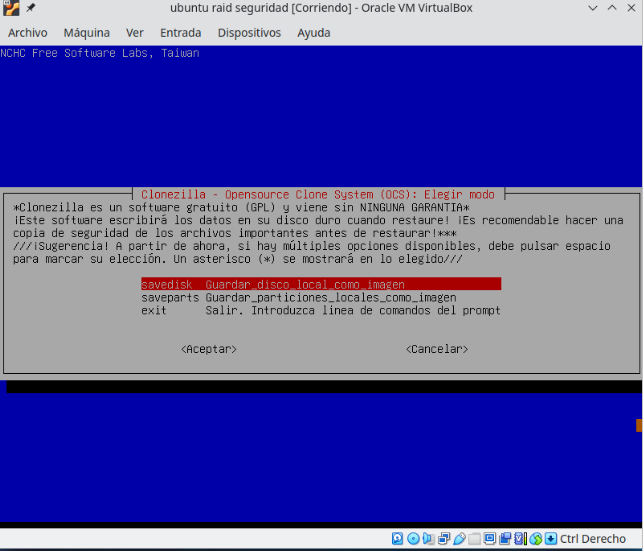 ubuntu raid seguridad [Corriendo] - Oracle VM VirtualBox
Archivo Máquina Ver Entrada Dispositivos Ayuda
NCHC Free Software Labs, Taiwan
Clonezilla - Opensource Clone System (OCS): Elegir modo
*Clonezilla es un software gratuito (GPL) y viene sin NINGUNA GARANTIA*
¡Este software escribirá los datos en su disco duro cuando restaure! ¡Es recomendable hacer una
copia de seguridad de los archivos importantes antes de restaurar!***
///¡Sugerencia! A partir de ahora, si hay múltiples opciones disponibles, debe pulsar espacio
para marcar su elección. Un asterisco (*) se mostrará en lo elegido///
savedisk Guardar_disco_local_como_imagen
saveparts Guardar_particiones_locales_como_imagen
exit Salir. Introduzca linea de comandos del prompt
<Aceptar> <Cancelar>
Ctrl Derecho